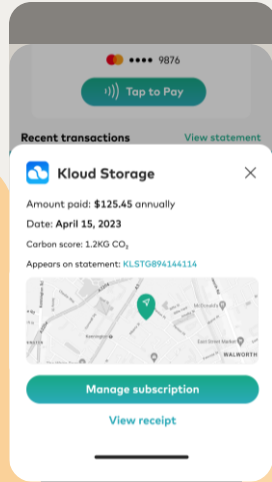 •••• 9876
Tap to Pay
Recent transactions View statement
Kloud Storage
Amount paid: $125.45 annually
Date: April 15, 2023
Carbon score: 1.2KG CO₂
Appears on statement: KLSTG894144114
McDonald's
Kennington
East Street Market
WALWORTH
Manage subscription
View receipt